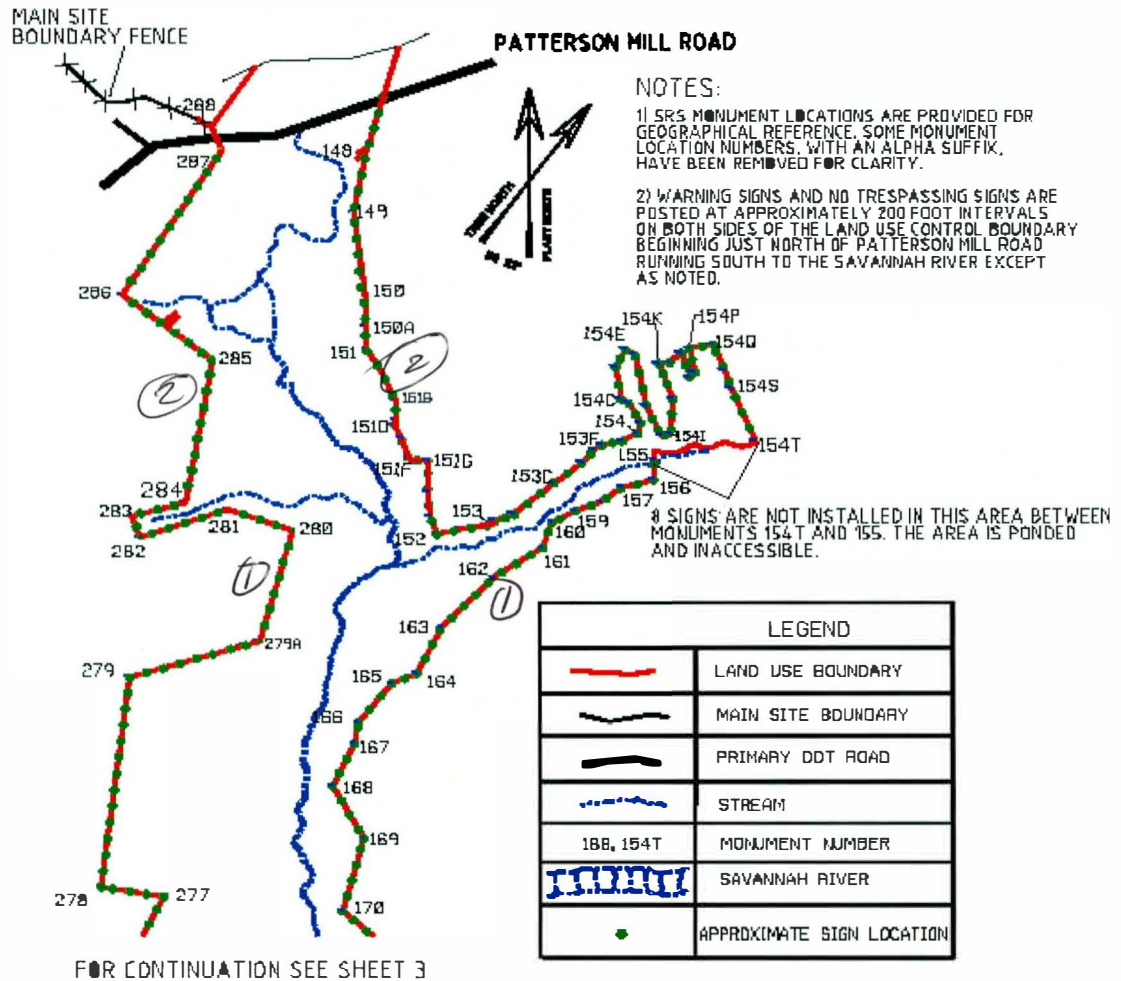 MAIN SITE
BOUNDARY FENCE
PATTERSON MILL ROAD
NOTES:
1) SRS MONUMENT LOCATIONS ARE PROVIDED FOR
GEOGRAPHICAL REFERENCE, SOME MONUMENT
LOCATION NUMBERS, WITH AN ALPHA SUFFIX,
HAVE BEEN REMOVED FOR CLARITY.
2) WARNING SIGNS AND NO TRESPASSING SIGNS ARE
POSTED AT APPROXIMATELY 200 FOOT INTERVALS
ON BOTH SIDES OF THE LAND USE CONTROL BOUNDARY
BEGINNING JUST NORTH OF PATTERSON MILL ROAD
RUNNING SOUTH TO THE SAVANNAH RIVER EXCEPT
AS NOTED.
TRUE NORTH
PLANT NORTH
288
287
148
149
286
150
150A
151
285
2
2
151B
151D
151F
151G
154K
154P
154E
154Q
154S
154D
154
154I
154T
153F
155
153C
156
157
284
283
281
280
282
152
153
159
160
161
162
1
1
# SIGNS ARE NOT INSTALLED IN THIS AREA BETWEEN
MONUMENTS 154T AND 155. THE AREA IS PONDED
AND INACCESSIBLE.
279A
279
163
164
165
166
167
168
169
278
277
170
LEGEND
LAND USE BOUNDARY
MAIN SITE BOUNDARY
PRIMARY DOT ROAD
STREAM
188, 154T MONUMENT NUMBER
SAVANNAH RIVER
APPROXIMATE SIGN LOCATION
FOR CONTINUATION SEE SHEET 3